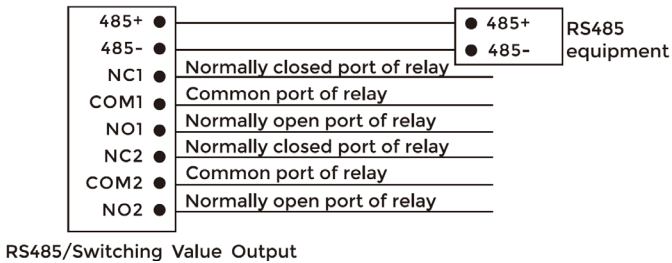 485+
485-
NC1
COM1
NO1
NC2
COM2
NO2
485+
485-
RS485
equipment
Normally closed port of relay
Common port of relay
Normally open port of relay
Normally closed port of relay
Common port of relay
Normally open port of relay
RS485/Switching Value Output